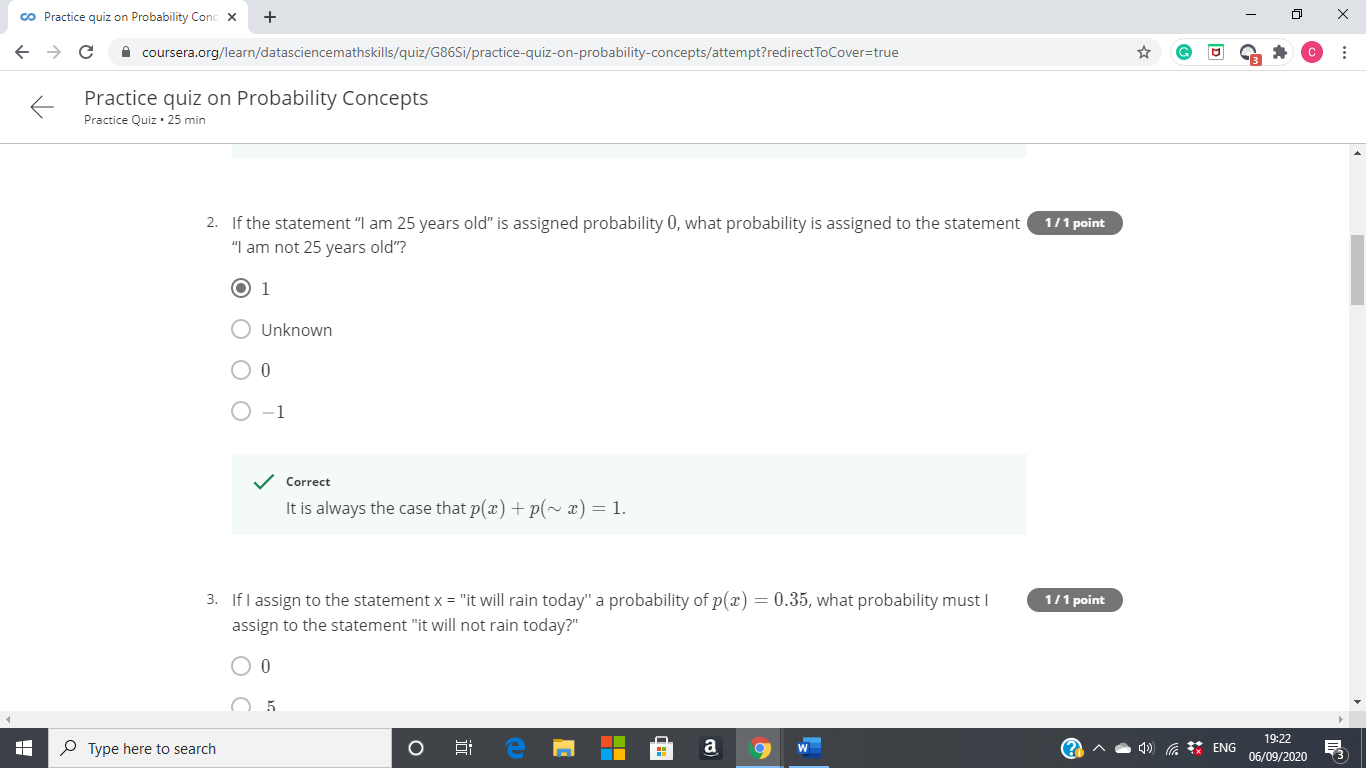 Practice quiz on Probability Conc
coursera.org/learn/datasciencemathskills/quiz/G86Si/practice-quiz-on-probability-concepts/attempt?redirectToCover=true
G
3
C
Practice quiz on Probability Concepts
Practice Quiz • 25 min
2. If the statement “I am 25 years old” is assigned probability 0, what probability is assigned to the statement
“I am not 25 years old”?
1 / 1 point
1
Unknown
0
−1
Correct
It is always the case that p(x) + p(∼ x) = 1.
3. If I assign to the statement x = "it will rain today'' a probability of p(x) = 0.35, what probability must I
assign to the statement "it will not rain today?"
1 / 1 point
0
.5
Type here to search
ENG
19:22
06/09/2020
3